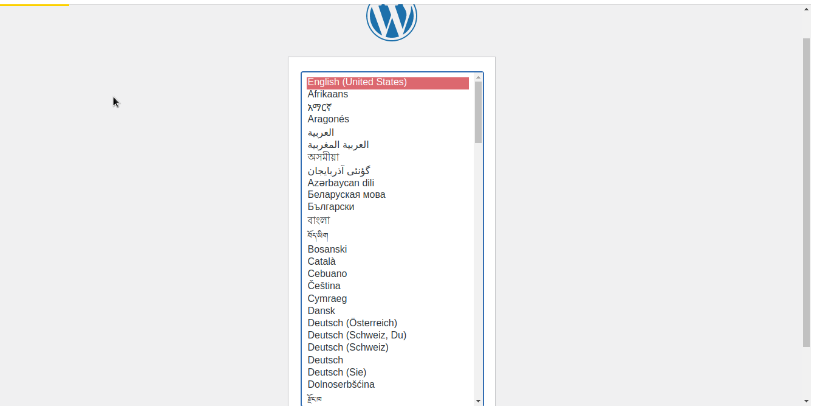 English (United States)
Afrikaans
አማርኛ
Aragonés
العربية
العربية المغربية
অসমীয়া
گؤنئی آذربایجان
Azərbaycan dili
Беларуская мова
Български
বাংলা
བོད་ཡིག
Bosanski
Català
Cebuano
Čeština
Cymraeg
Dansk
Deutsch (Österreich)
Deutsch (Schweiz, Du)
Deutsch (Schweiz)
Deutsch
Deutsch (Sie)
Dolnoserbšćina
རྫོང་ཁ